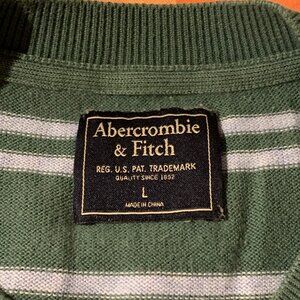 Abercrombie
& Fitch
REG. U.S. PAT. TRADEMARK
QUALITY SINCE 1892
L
MADE IN CHINA